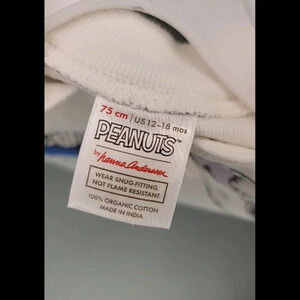 75 cm | US 12-18 mos
PEANUTS™
by hanna andersson
WEAR SNUG-FITTING,
NOT FLAME RESISTANT
100% ORGANIC COTTON
MADE IN INDIA